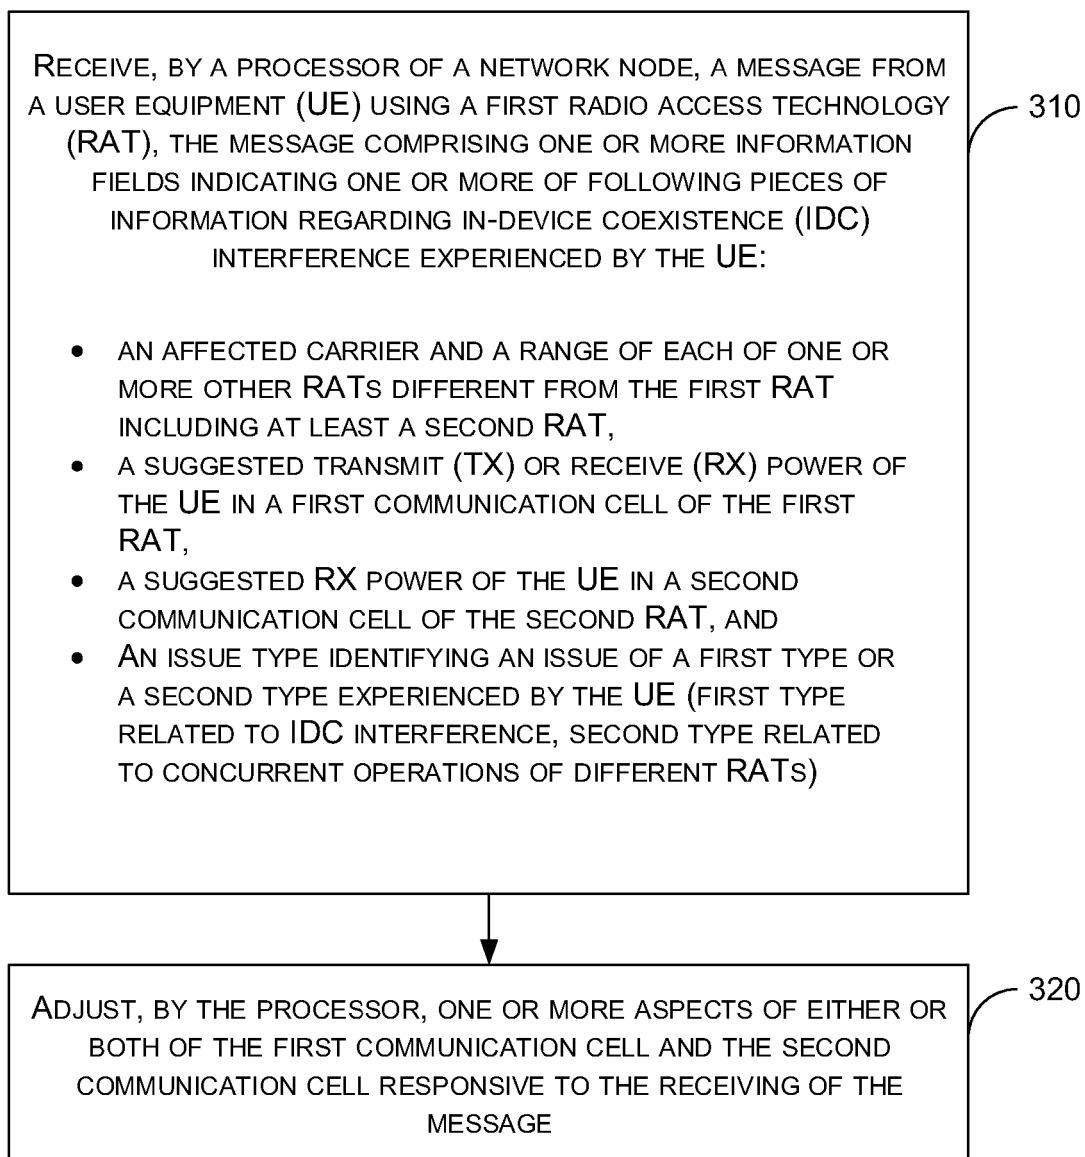 RECEIVE, BY A PROCESSOR OF A NETWORK NODE, A MESSAGE FROM
A USER EQUIPMENT (UE) USING A FIRST RADIO ACCESS TECHNOLOGY
(RAT), THE MESSAGE COMPRISING ONE OR MORE INFORMATION
FIELDS INDICATING ONE OR MORE OF FOLLOWING PIECES OF
INFORMATION REGARDING IN-DEVICE COEXISTENCE (IDC)
INTERFERENCE EXPERIENCED BY THE UE:
310
• AN AFFECTED CARRIER AND A RANGE OF EACH OF ONE OR
MORE OTHER RATS DIFFERENT FROM THE FIRST RAT
INCLUDING AT LEAST A SECOND RAT,
• A SUGGESTED TRANSMIT (TX) OR RECEIVE (RX) POWER OF
THE UE IN A FIRST COMMUNICATION CELL OF THE FIRST
RAT,
• A SUGGESTED RX POWER OF THE UE IN A SECOND
COMMUNICATION CELL OF THE SECOND RAT, AND
• AN ISSUE TYPE IDENTIFYING AN ISSUE OF A FIRST TYPE OR
A SECOND TYPE EXPERIENCED BY THE UE (FIRST TYPE
RELATED TO IDC INTERFERENCE, SECOND TYPE RELATED
TO CONCURRENT OPERATIONS OF DIFFERENT RATS)
ADJUST, BY THE PROCESSOR, ONE OR MORE ASPECTS OF EITHER OR
BOTH OF THE FIRST COMMUNICATION CELL AND THE SECOND
COMMUNICATION CELL RESPONSIVE TO THE RECEIVING OF THE
MESSAGE
320